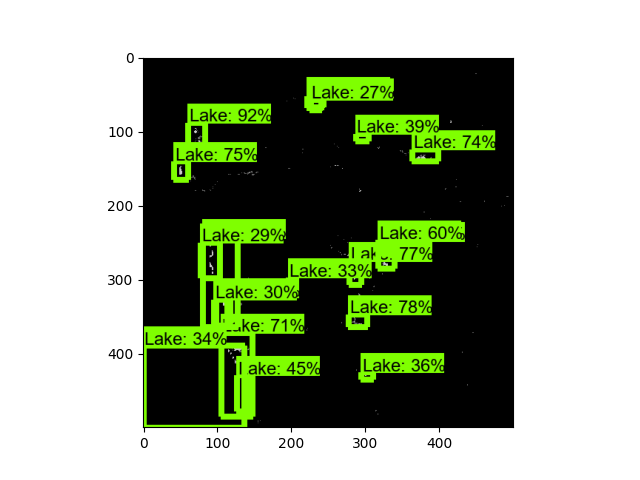 0
Lake: 27%
Lake: 92%
Lake: 39%
100
Lake: 74%
Lake: 75%
200
Lake: 29%
Lake: 60%
77%
Lake: 33%
300
Lake: 30%
Lake: 78%
Lake: 71%
Lake: 34%
400
Lake: 45%
Lake: 36%
0 100 200 300 400